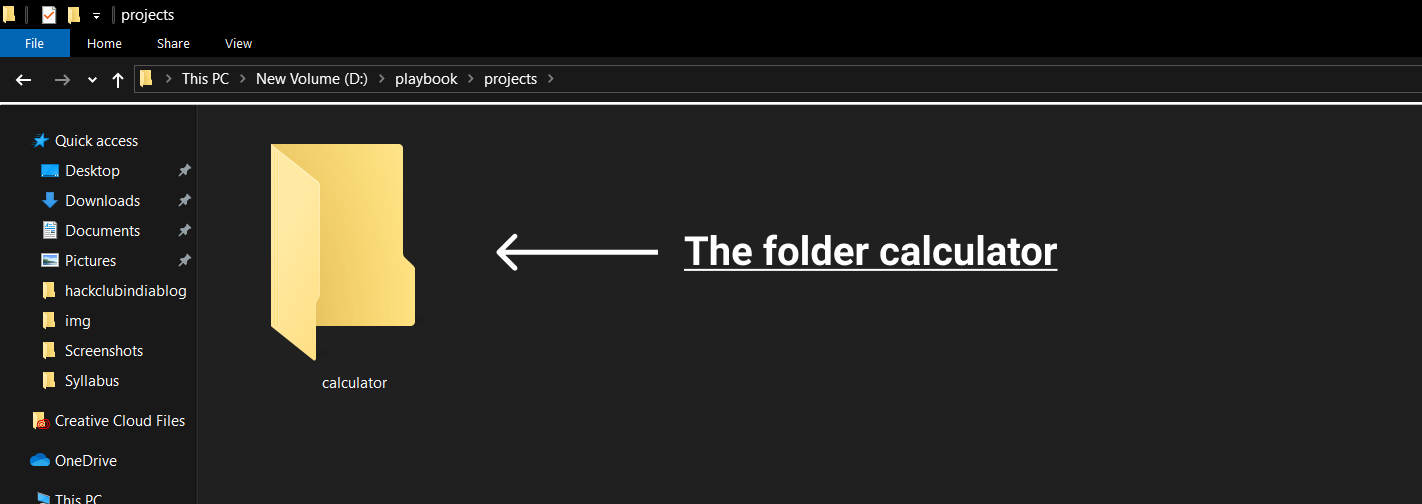 projects
File Home Share View
This PC New Volume (D:) playbook projects
Quick access
Desktop
Downloads
Documents
Pictures
hackclubindiablog
img
Screenshots
Syllabus
Creative Cloud Files
OneDrive
This PC
The folder calculator
calculator